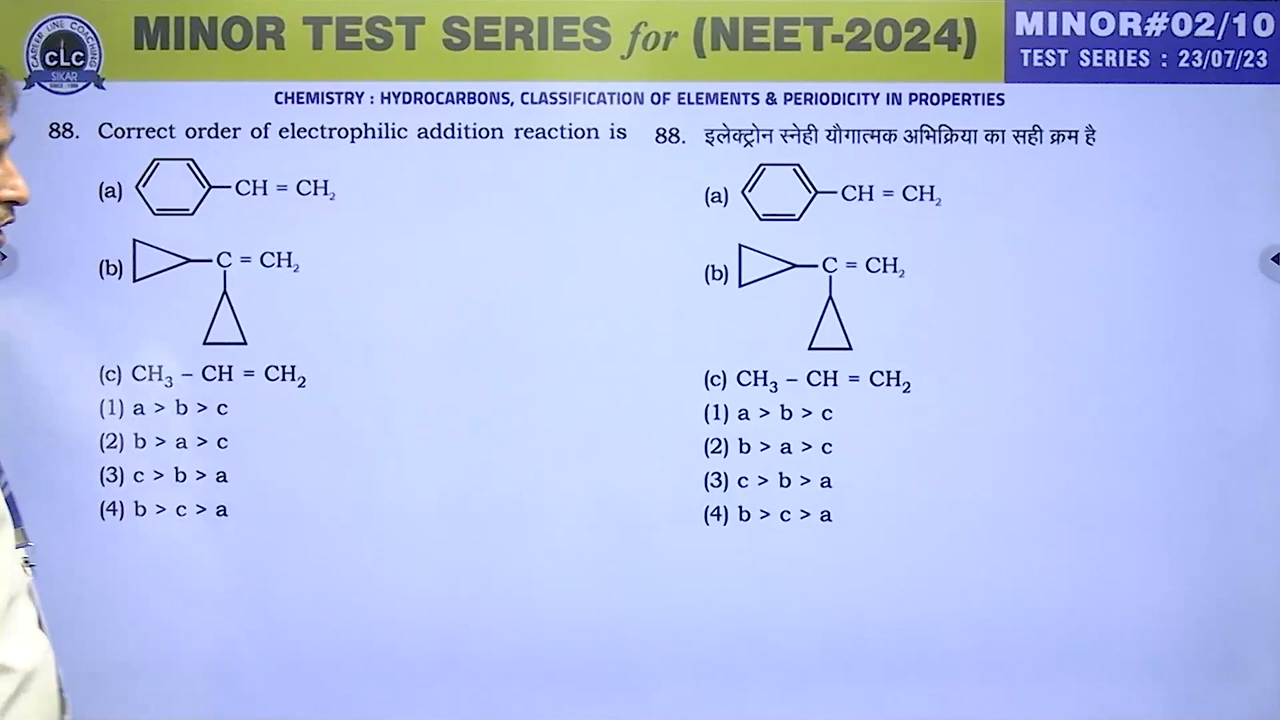 CAREER LINE COACHING
CLC
SIKAR
MINOR TEST SERIES for (NEET-2024)
MINOR#02/10
TEST SERIES : 23/07/23
CHEMISTRY : HYDROCARBONS, CLASSIFICATION OF ELEMENTS & PERIODICITY IN PROPERTIES
88. Correct order of electrophilic addition reaction is
(a) CH = CH₂
(b) C = CH₂
(c) CH₃ – CH = CH₂
(1) a > b > c
(2) b > a > c
(3) c > b > a
(4) b > c > a
88. इलेक्ट्रोन स्नेही यौगात्मक अभिक्रिया का सही क्रम है
(a) CH = CH₂
(b) C = CH₂
(c) CH₃ – CH = CH₂
(1) a > b > c
(2) b > a > c
(3) c > b > a
(4) b > c > a